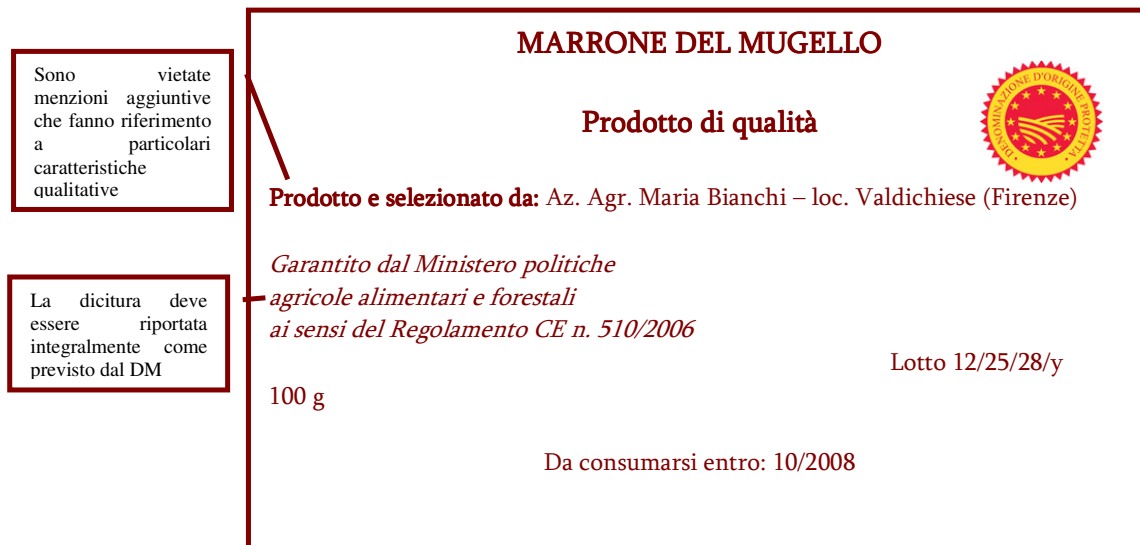 MARRONE DEL MUGELLO
Sono vietate
menzioni aggiuntive
che fanno riferimento
a particolari
caratteristiche
qualitative
DENOMINAZIONE D'ORIGINE PROTETTA
Prodotto di qualità
Prodotto e selezionato da: Az. Agr. Maria Bianchi – loc. Valdichiese (Firenze)
Garantito dal Ministero politiche
agricole alimentari e forestali
ai sensi del Regolamento CE n. 510/2006
La dicitura deve
essere riportata
integralmente come
previsto dal DM
Lotto 12/25/28/y
100 g
Da consumarsi entro: 10/2008